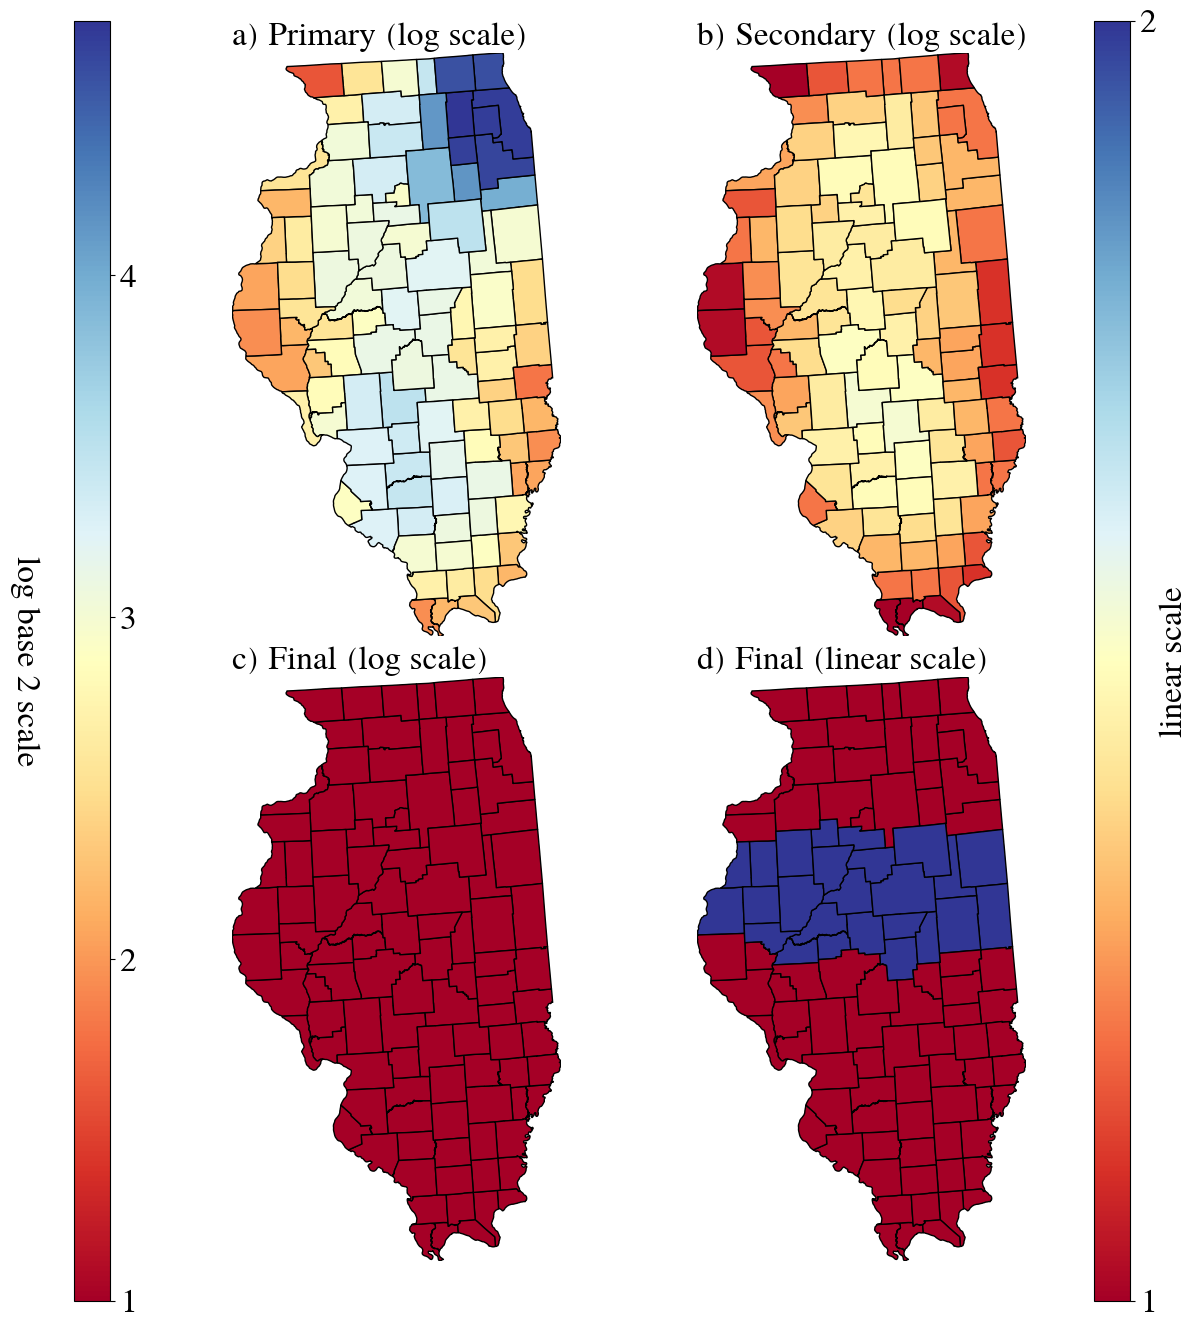 a) Primary (log scale)
b) Secondary (log scale)
2
4
3
2
1
log base 2 scale
c) Final (log scale)
d) Final (linear scale)
linear scale
1